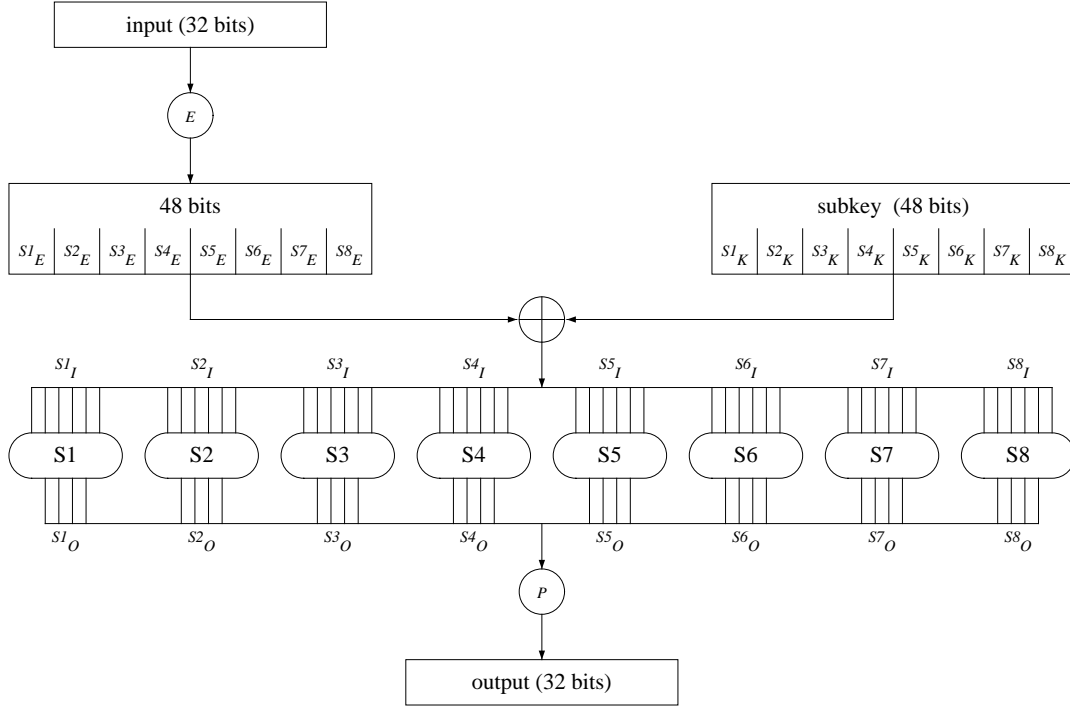 input (32 bits)
E
48 bits
subkey (48 bits)
S1E S2E S3E S4E S5E S6E S7E S8E
S1K S2K S3K S4K S5K S6K S7K S8K
S1I S2I S3I S4I S5I S6I S7I S8I
S1 S2 S3 S4 S5 S6 S7 S8
S1O S2O S3O S4O S5O S6O S7O S8O
P
output (32 bits)